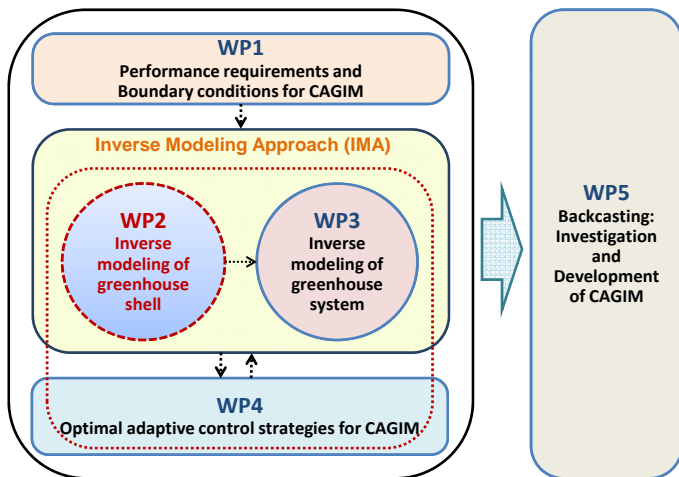 WP1
Performance requirements and
Boundary conditions for CAGIM
Inverse Modeling Approach (IMA)
WP2
Inverse
modeling of
greenhouse
shell
WP3
Inverse
modeling of
greenhouse
system
WP4
Optimal adaptive control strategies for CAGIM
WP5
Backcasting:
Investigation
and
Development
of CAGIM